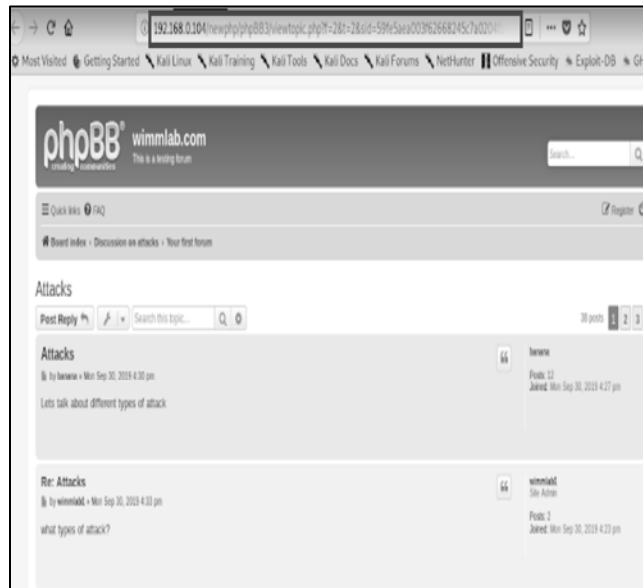 192.168.0.104/newphp/phpBB3/viewtopic.php?f=2&t=2&sid=59fe5aea003f62668245c7a0204
Most Visited Getting Started Kali Linux Kali Training Kali Tools Kali Docs Kali Forums NetHunter Offensive Security Exploit-DB GH
phpBB® wimmlab.com
creating communities This is a testing forum
Search...
Quick links FAQ Register
Board index ‹ Discussion on attacks ‹ Your first forum
Attacks
Post Reply Search this topic... 38 posts 1 2 3
Attacks banana
by banana » Mon Sep 30, 2019 4:30 pm Posts: 12
Joined: Mon Sep 30, 2019 4:27 pm
Lets talk about different types of attack
Re: Attacks wimmlab1
by wimmlab1 » Mon Sep 30, 2019 4:33 pm Site Admin
Posts: 2
what types of attack? Joined: Mon Sep 30, 2019 4:23 pm